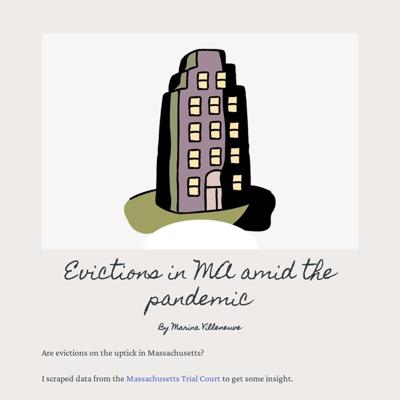 Evictions in MA amid the
pandemic
By Marina Villeneuve
Are evictions on the uptick in Massachusetts?
I scraped data from the Massachusetts Trial Court to get some insight.